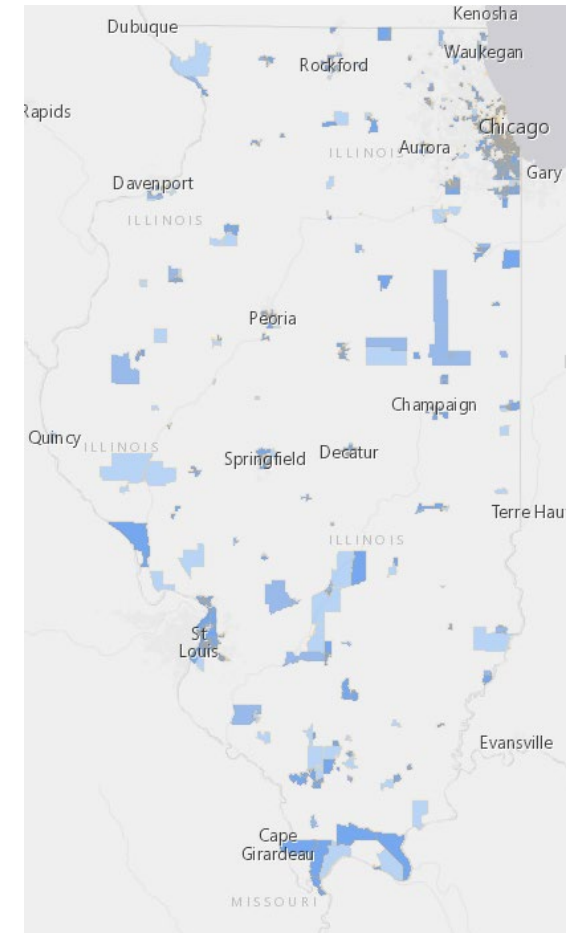 Kenosha
Dubuque
Waukegan
Rockford
Rapids
Chicago
Aurora
ILLINOIS
Gary
Davenport
ILLINOIS
Peoria
Champaign
Quincy
ILLINOIS
Springfield
Decatur
Terre Hau
ILLINOIS
St
Louis
Evansville
Cape
Girardeau
MISSOURI